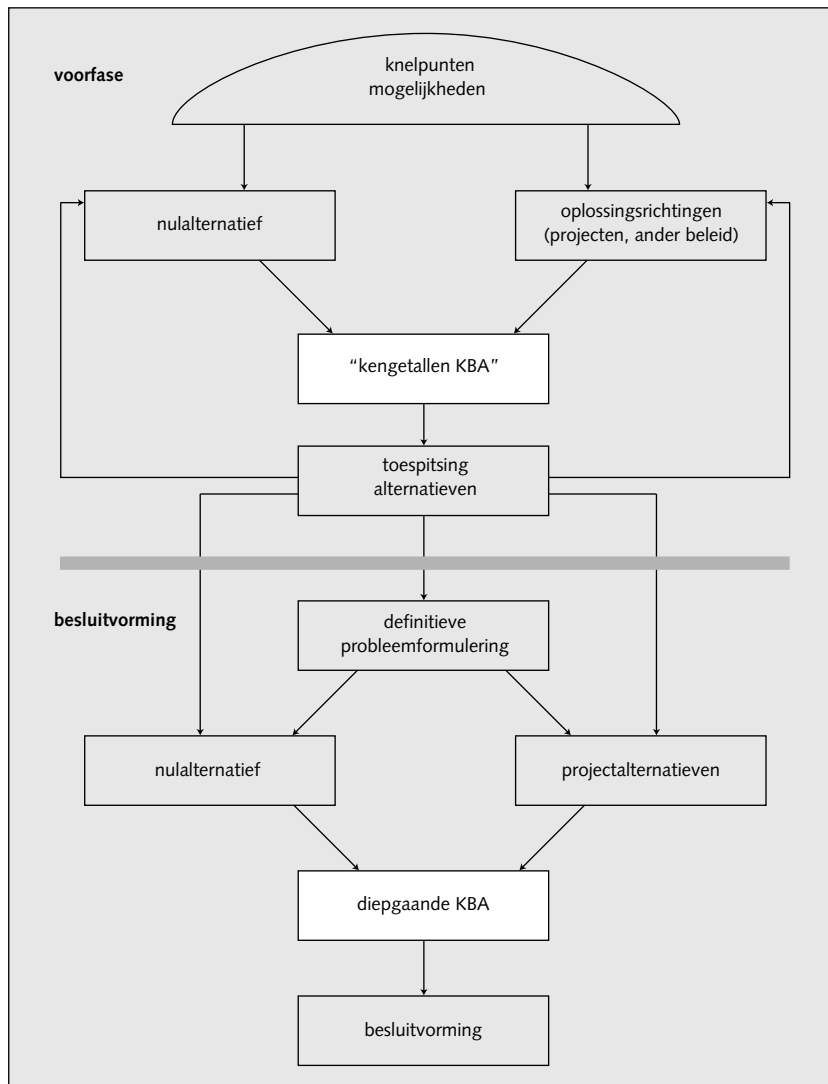 voorfase
knelpunten
mogelijkheden
nulalternatief
oplossingsrichtingen
(projecten, ander beleid)
“kengetallen KBA”
toespitsing
alternatieven
besluitvorming
definitieve
probleemformulering
nulalternatief
projectalternatieven
diepgaande KBA
besluitvorming